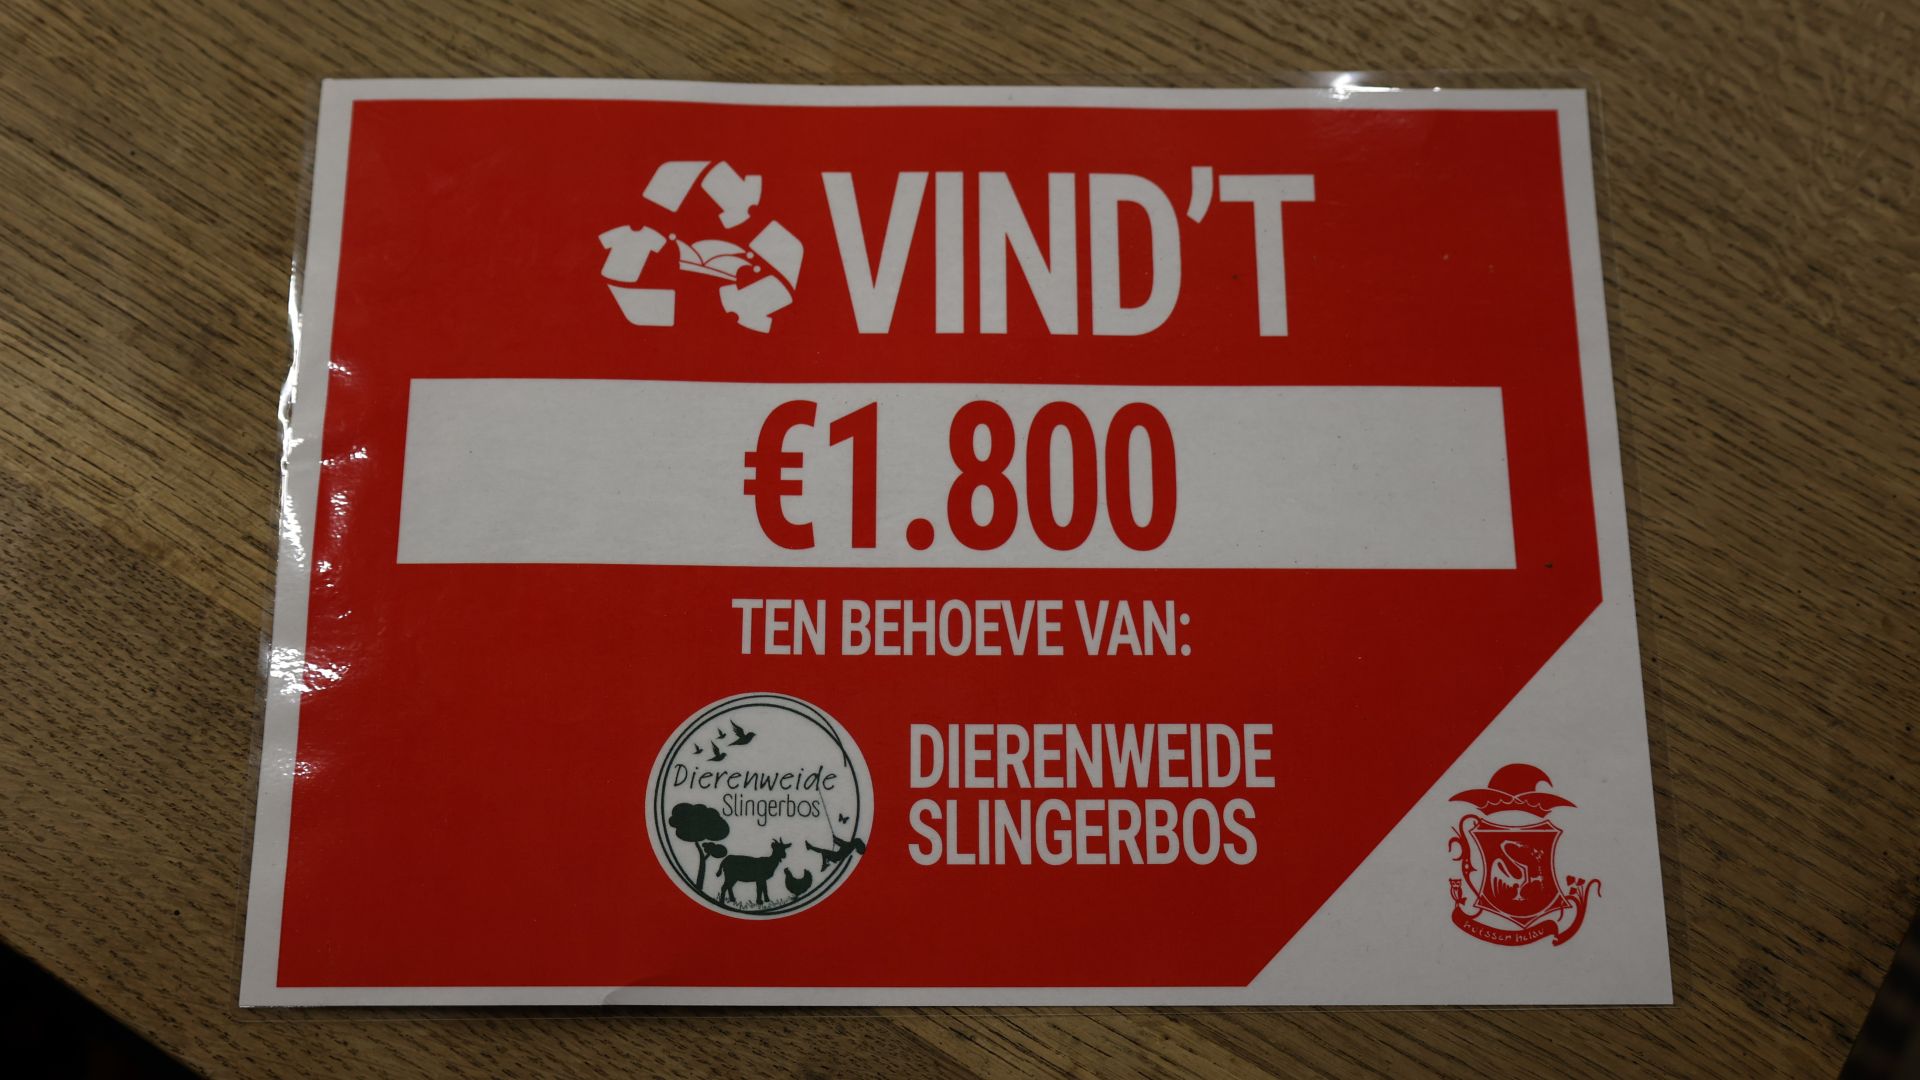 VIND'T
€1.800
TEN BEHOEVE VAN:
Dierenweide
Slingerbos
DIERENWEIDE
SLINGERBOS